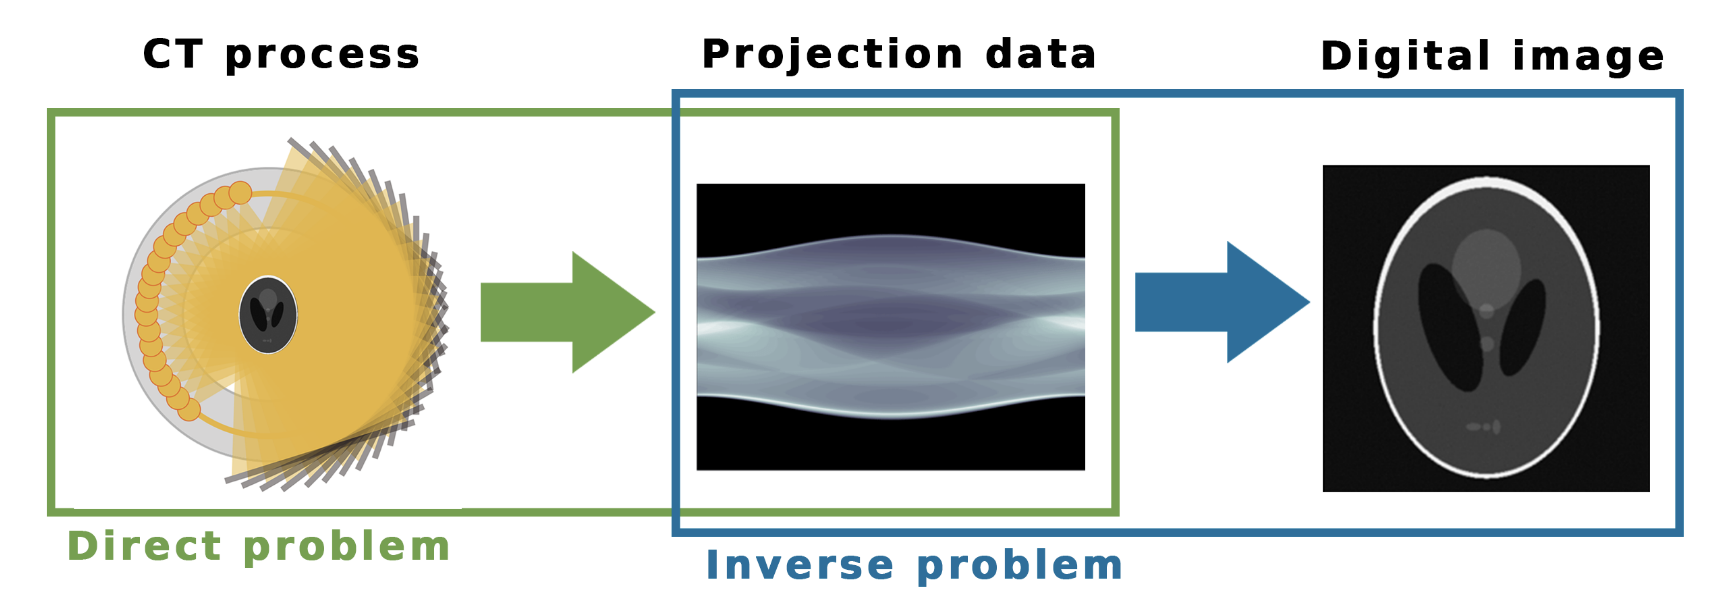 CT process
Projection data
Digital image
Direct problem
Inverse problem